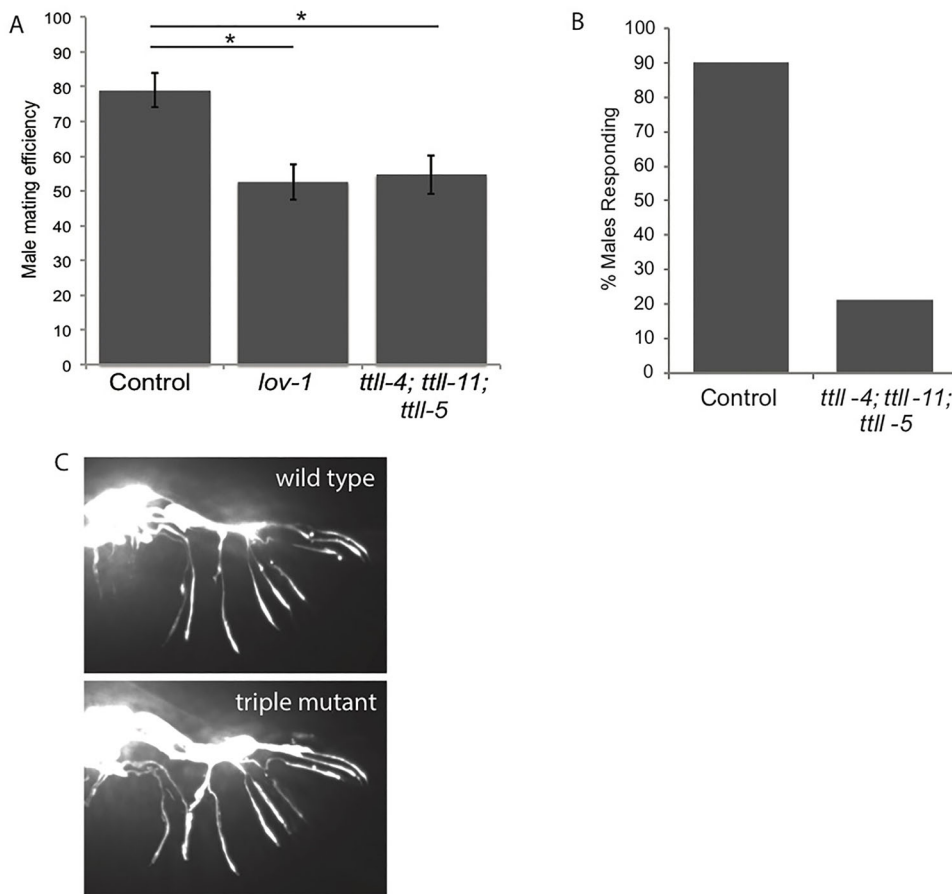 A
*
*
100
90
80
70
60
50
40
30
20
10
0
Male mating efficiency
Control
lov-1
ttll-4; ttll-11;
ttll-5
B
100
90
80
70
60
50
40
30
20
10
0
% Males Responding
Control
ttll -4; ttll -11;
ttll -5
C
wild type
triple mutant